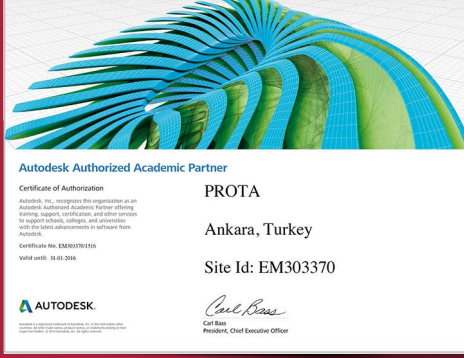 Autodesk Authorized Academic Partner
Certificate of Authorization
Autodesk, Inc., recognizes this organization as an
Autodesk Authorized Academic Partner offering
training, support, certification, and other services
to support schools, colleges, and universities
with the latest advancements in software from
Autodesk.
Certificate No. EM303370/1516
Valid until: 31-01-2016
PROTA
Ankara, Turkey
Site Id: EM303370
AUTODESK.
Carl Bass
Carl Bass
President, Chief Executive Officer